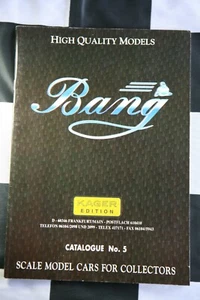 HIGH QUALITY MODELS
Bang
KAGER
EDITION
CATALOGUE No. 5
SCALE MODEL CARS FOR COLLECTORS